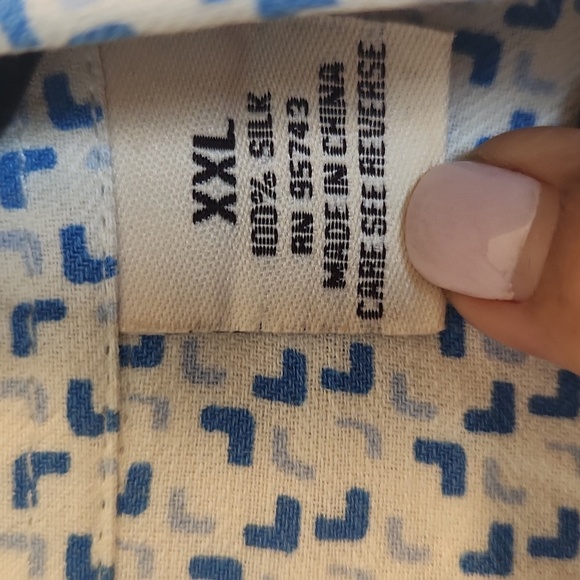 XXL
100% SILK
RN 95743
MADE IN CHINA
CARE SEE REVERSE